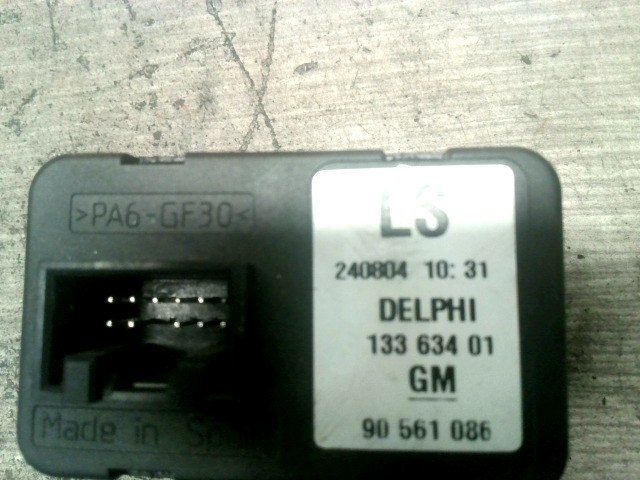 >PA6-GF30<
Made in
LS
240804 10:31
DELPHI
133 634 01
GM
90 561 086